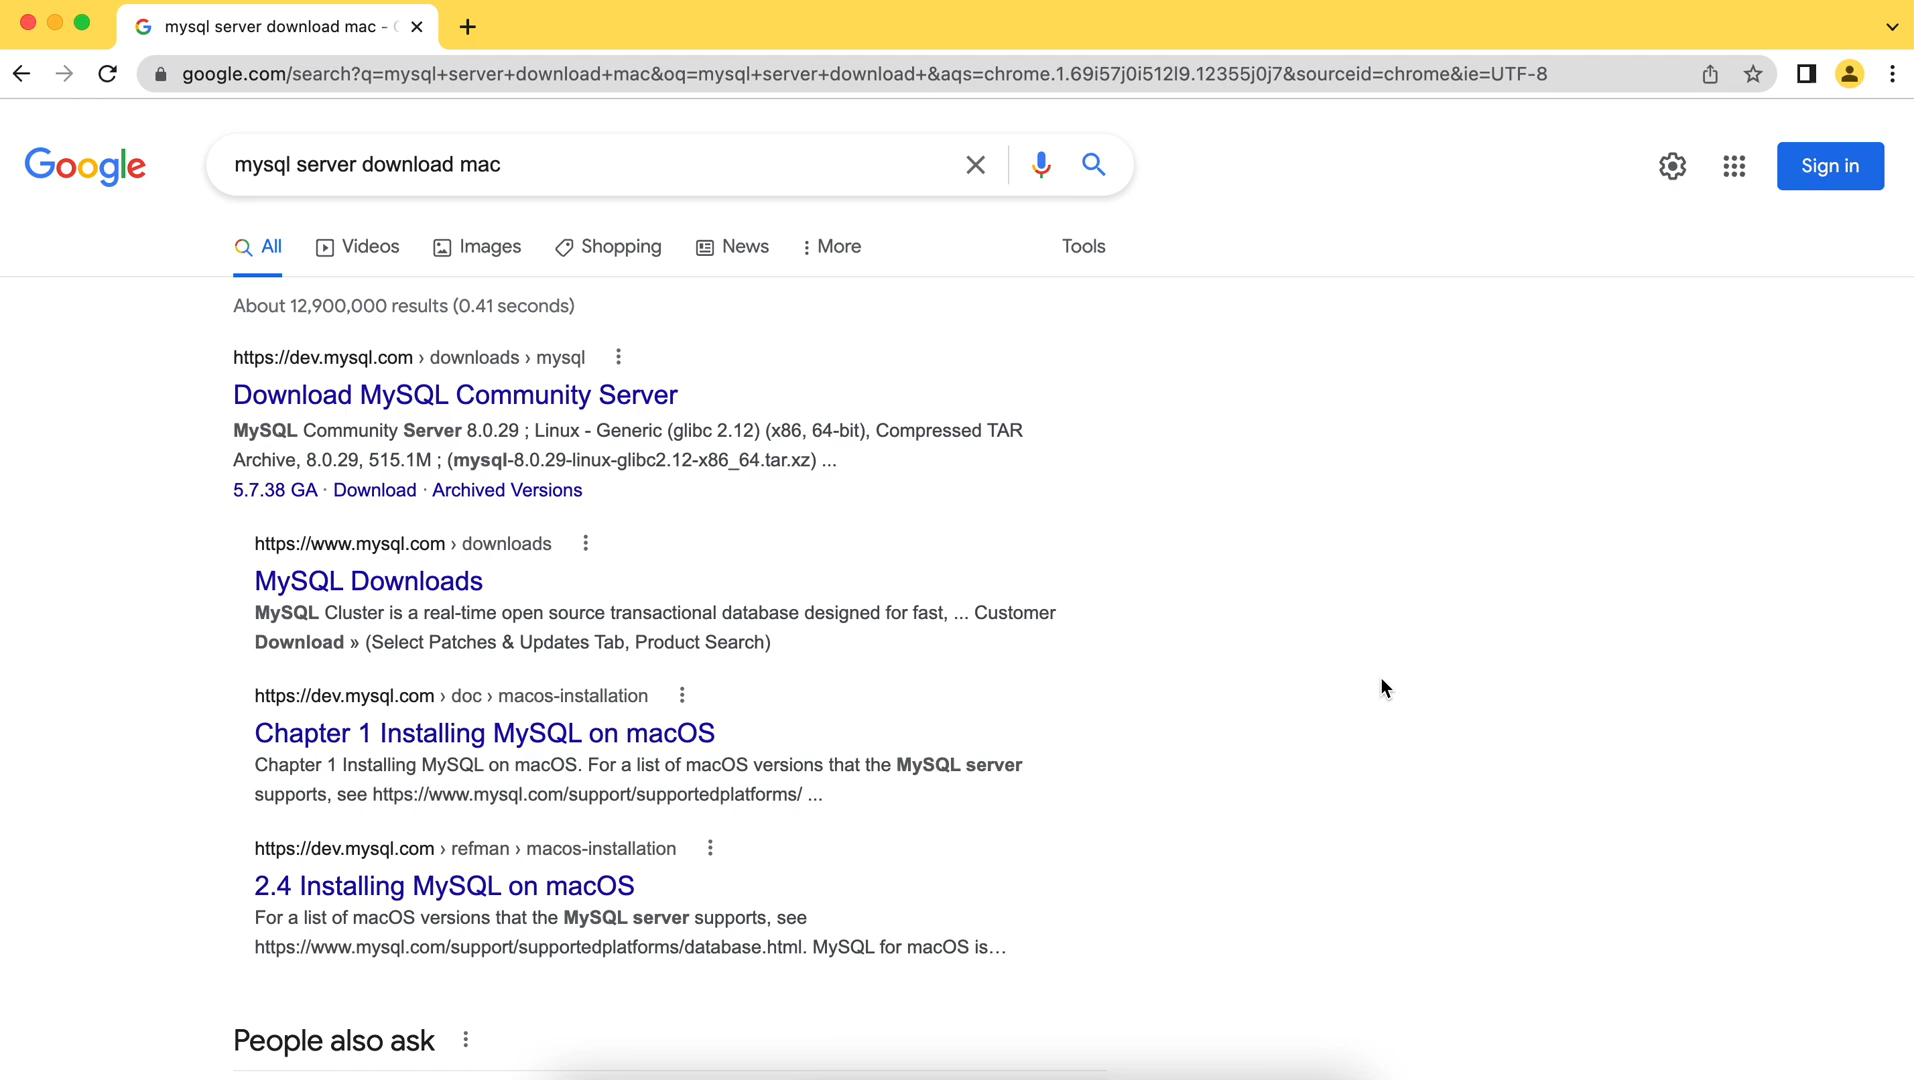 mysql server download mac -
google.com/search?q=mysql+server+download+mac&oq=mysql+server+download+&aqs=chrome.1.69i57j0i512l9.12355j0j7&sourceid=chrome&ie=UTF-8
Google
mysql server download mac
Sign in
All Videos Images Shopping News More Tools
About 12,900,000 results (0.41 seconds)
https://dev.mysql.com › downloads › mysql
Download MySQL Community Server
MySQL Community Server 8.0.29 ; Linux - Generic (glibc 2.12) (x86, 64-bit), Compressed TAR
Archive, 8.0.29, 515.1M ; (mysql-8.0.29-linux-glibc2.12-x86_64.tar.xz) ...
5.7.38 GA · Download · Archived Versions
https://www.mysql.com › downloads
MySQL Downloads
MySQL Cluster is a real-time open source transactional database designed for fast, ... Customer
Download » (Select Patches & Updates Tab, Product Search)
https://dev.mysql.com › doc › macos-installation
Chapter 1 Installing MySQL on macOS
Chapter 1 Installing MySQL on macOS. For a list of macOS versions that the MySQL server
supports, see https://www.mysql.com/support/supportedplatforms/ ...
https://dev.mysql.com › refman › macos-installation
2.4 Installing MySQL on macOS
For a list of macOS versions that the MySQL server supports, see
https://www.mysql.com/support/supportedplatforms/database.html. MySQL for macOS is...
People also ask